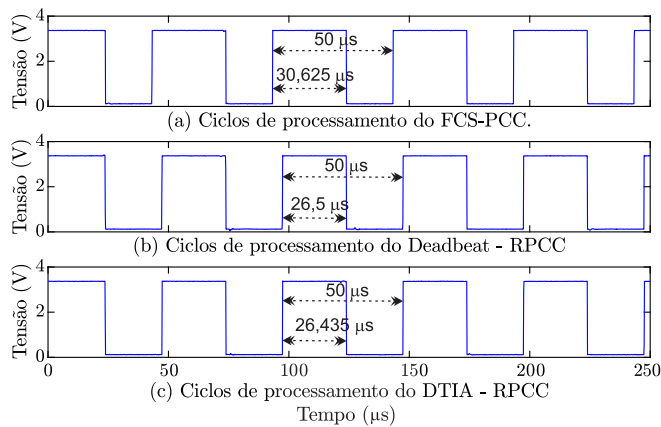 4
Tensão (V)
2
0
50 μs
30,625 μs
(a) Ciclos de processamento do FCS-PCC.
4
Tensão (V)
2
0
50 μs
26,5 μs
(b) Ciclos de processamento do Deadbeat - RPCC
4
Tensão (V)
2
0
50 μs
26,435 μs
0 50 100 150 200 250
(c) Ciclos de processamento do DTIA - RPCC
Tempo (μs)